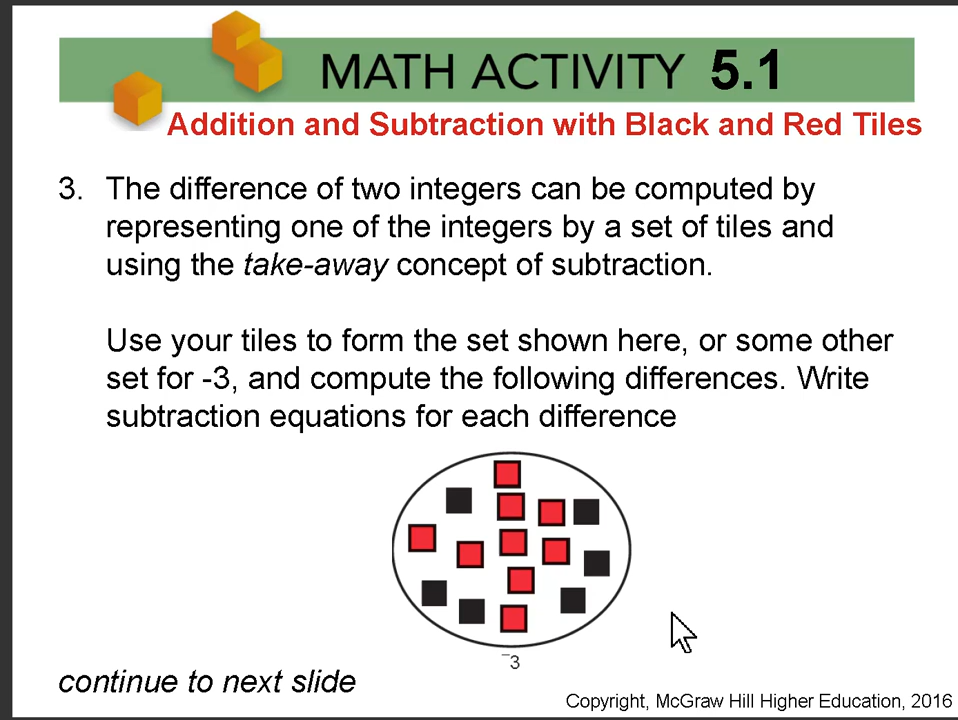 MATH ACTIVITY 5.1
Addition and Subtraction with Black and Red Tiles
3. The difference of two integers can be computed by
representing one of the integers by a set of tiles and
using the take-away concept of subtraction.
Use your tiles to form the set shown here, or some other
set for -3, and compute the following differences. Write
subtraction equations for each difference
⁻3
continue to next slide
Copyright, McGraw Hill Higher Education, 2016